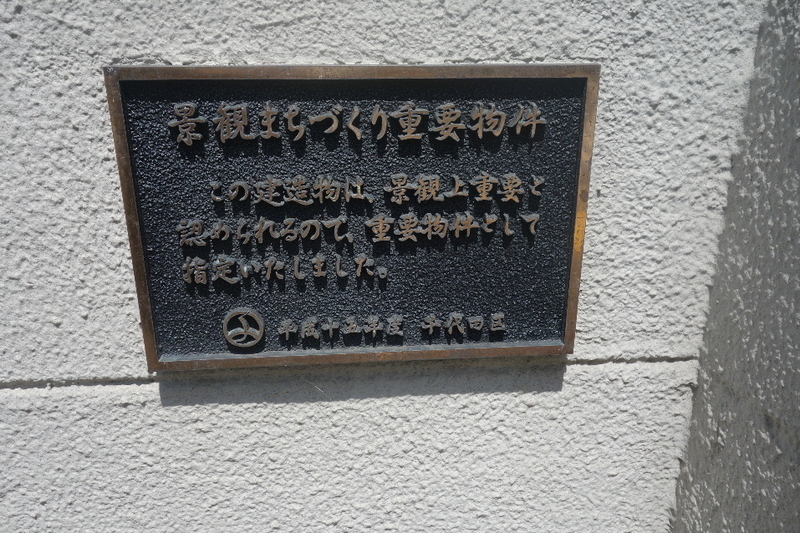 景観まちづくり重要物件
この建造物は、景観上重要と
認められるので、重要物件として
指定いたしました。
平成十五年度 千代田区